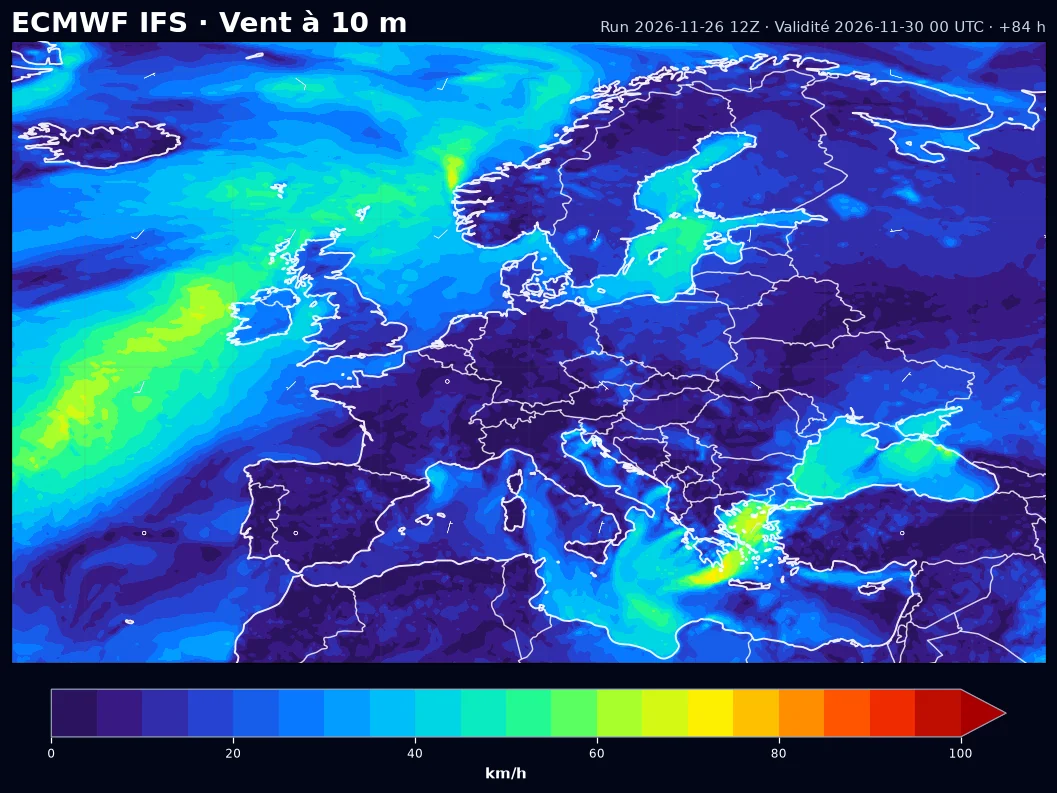 ECMWF IFS · Vent à 10 m
Run 2026-11-26 12Z · Validité 2026-11-30 00 UTC · +84 h
0 20 40 60 80 100
km/h